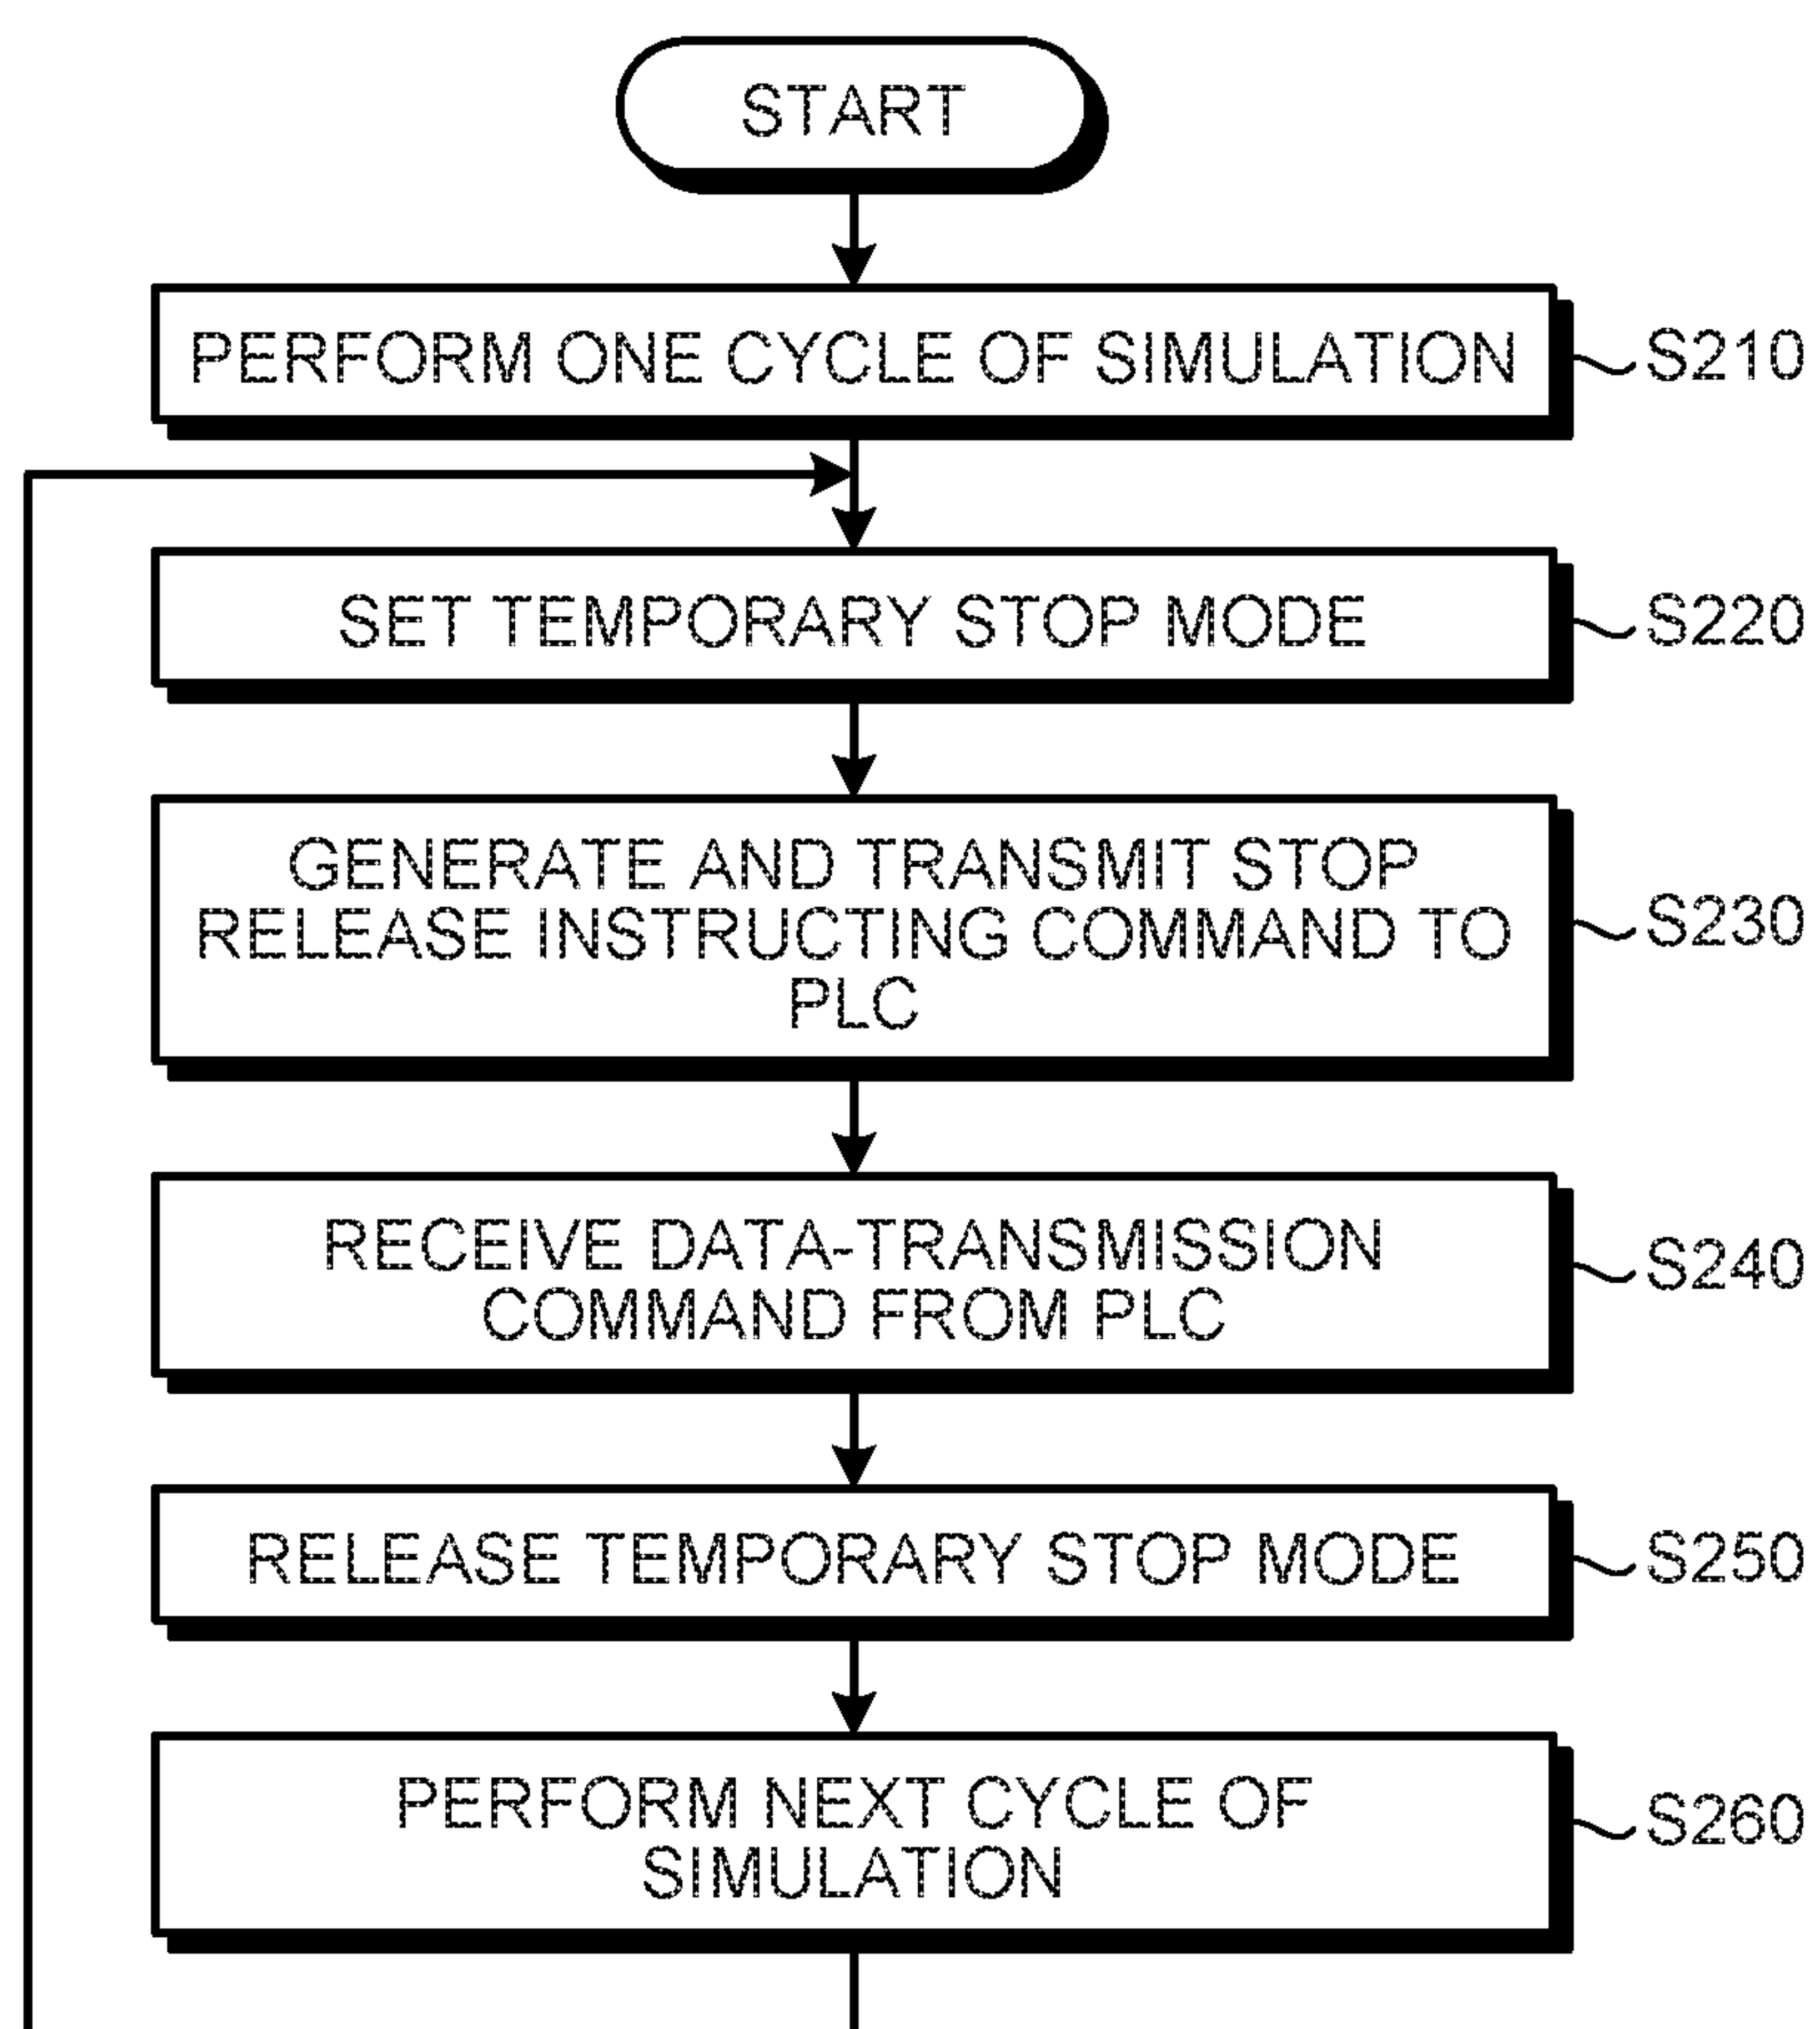 START
PERFORM ONE CYCLE OF SIMULATION
S210
SET TEMPORARY STOP MODE
S220
GENERATE AND TRANSMIT STOP
RELEASE INSTRUCTING COMMAND TO
PLC
S230
RECEIVE DATA-TRANSMISSION
COMMAND FROM PLC
S240
RELEASE TEMPORARY STOP MODE
S250
PERFORM NEXT CYCLE OF
SIMULATION
S260